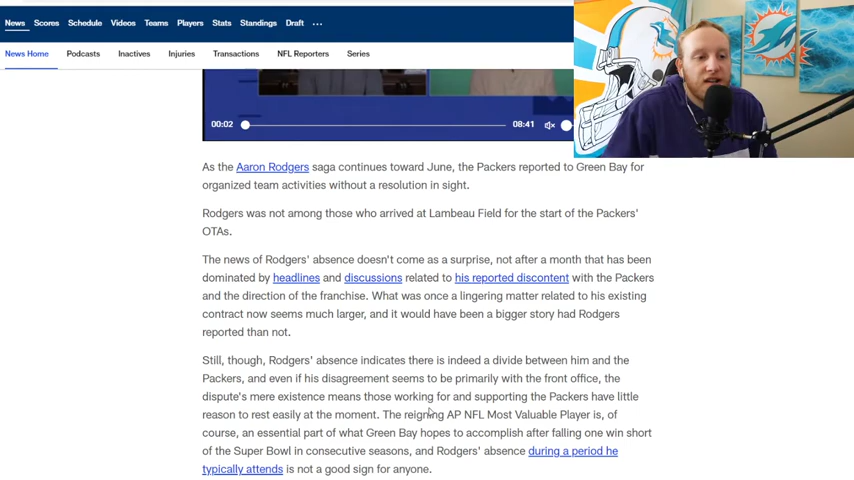 News Scores Schedule Videos Teams Players Stats Standings Draft ...
News Home Podcasts Inactives Injuries Transactions NFL Reporters Series
00:02 08:41
As the Aaron Rodgers saga continues toward June, the Packers reported to Green Bay for
organized team activities without a resolution in sight.
Rodgers was not among those who arrived at Lambeau Field for the start of the Packers'
OTAs.
The news of Rodgers' absence doesn't come as a surprise, not after a month that has been
dominated by headlines and discussions related to his reported discontent with the Packers
and the direction of the franchise. What was once a lingering matter related to his existing
contract now seems much larger, and it would have been a bigger story had Rodgers
reported than not.
Still, though, Rodgers' absence indicates there is indeed a divide between him and the
Packers, and even if his disagreement seems to be primarily with the front office, the
dispute's mere existence means those working for and supporting the Packers have little
reason to rest easily at the moment. The reigning AP NFL Most Valuable Player is, of
course, an essential part of what Green Bay hopes to accomplish after falling one win short
of the Super Bowl in consecutive seasons, and Rodgers' absence during a period he
typically attends is not a good sign for anyone.